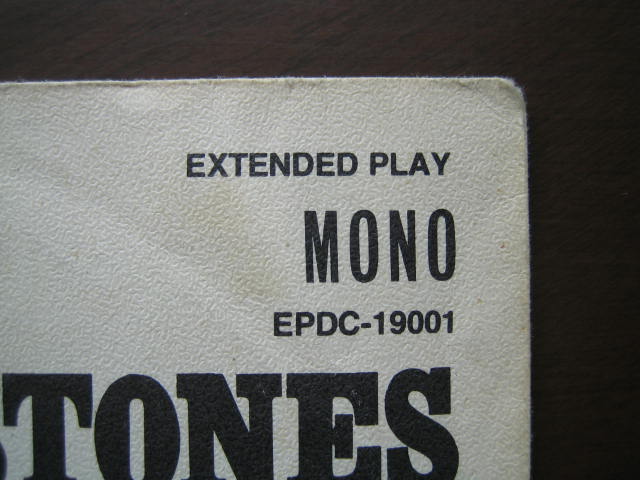 EXTENDED PLAY
MONO
EPDC-19001
STONES